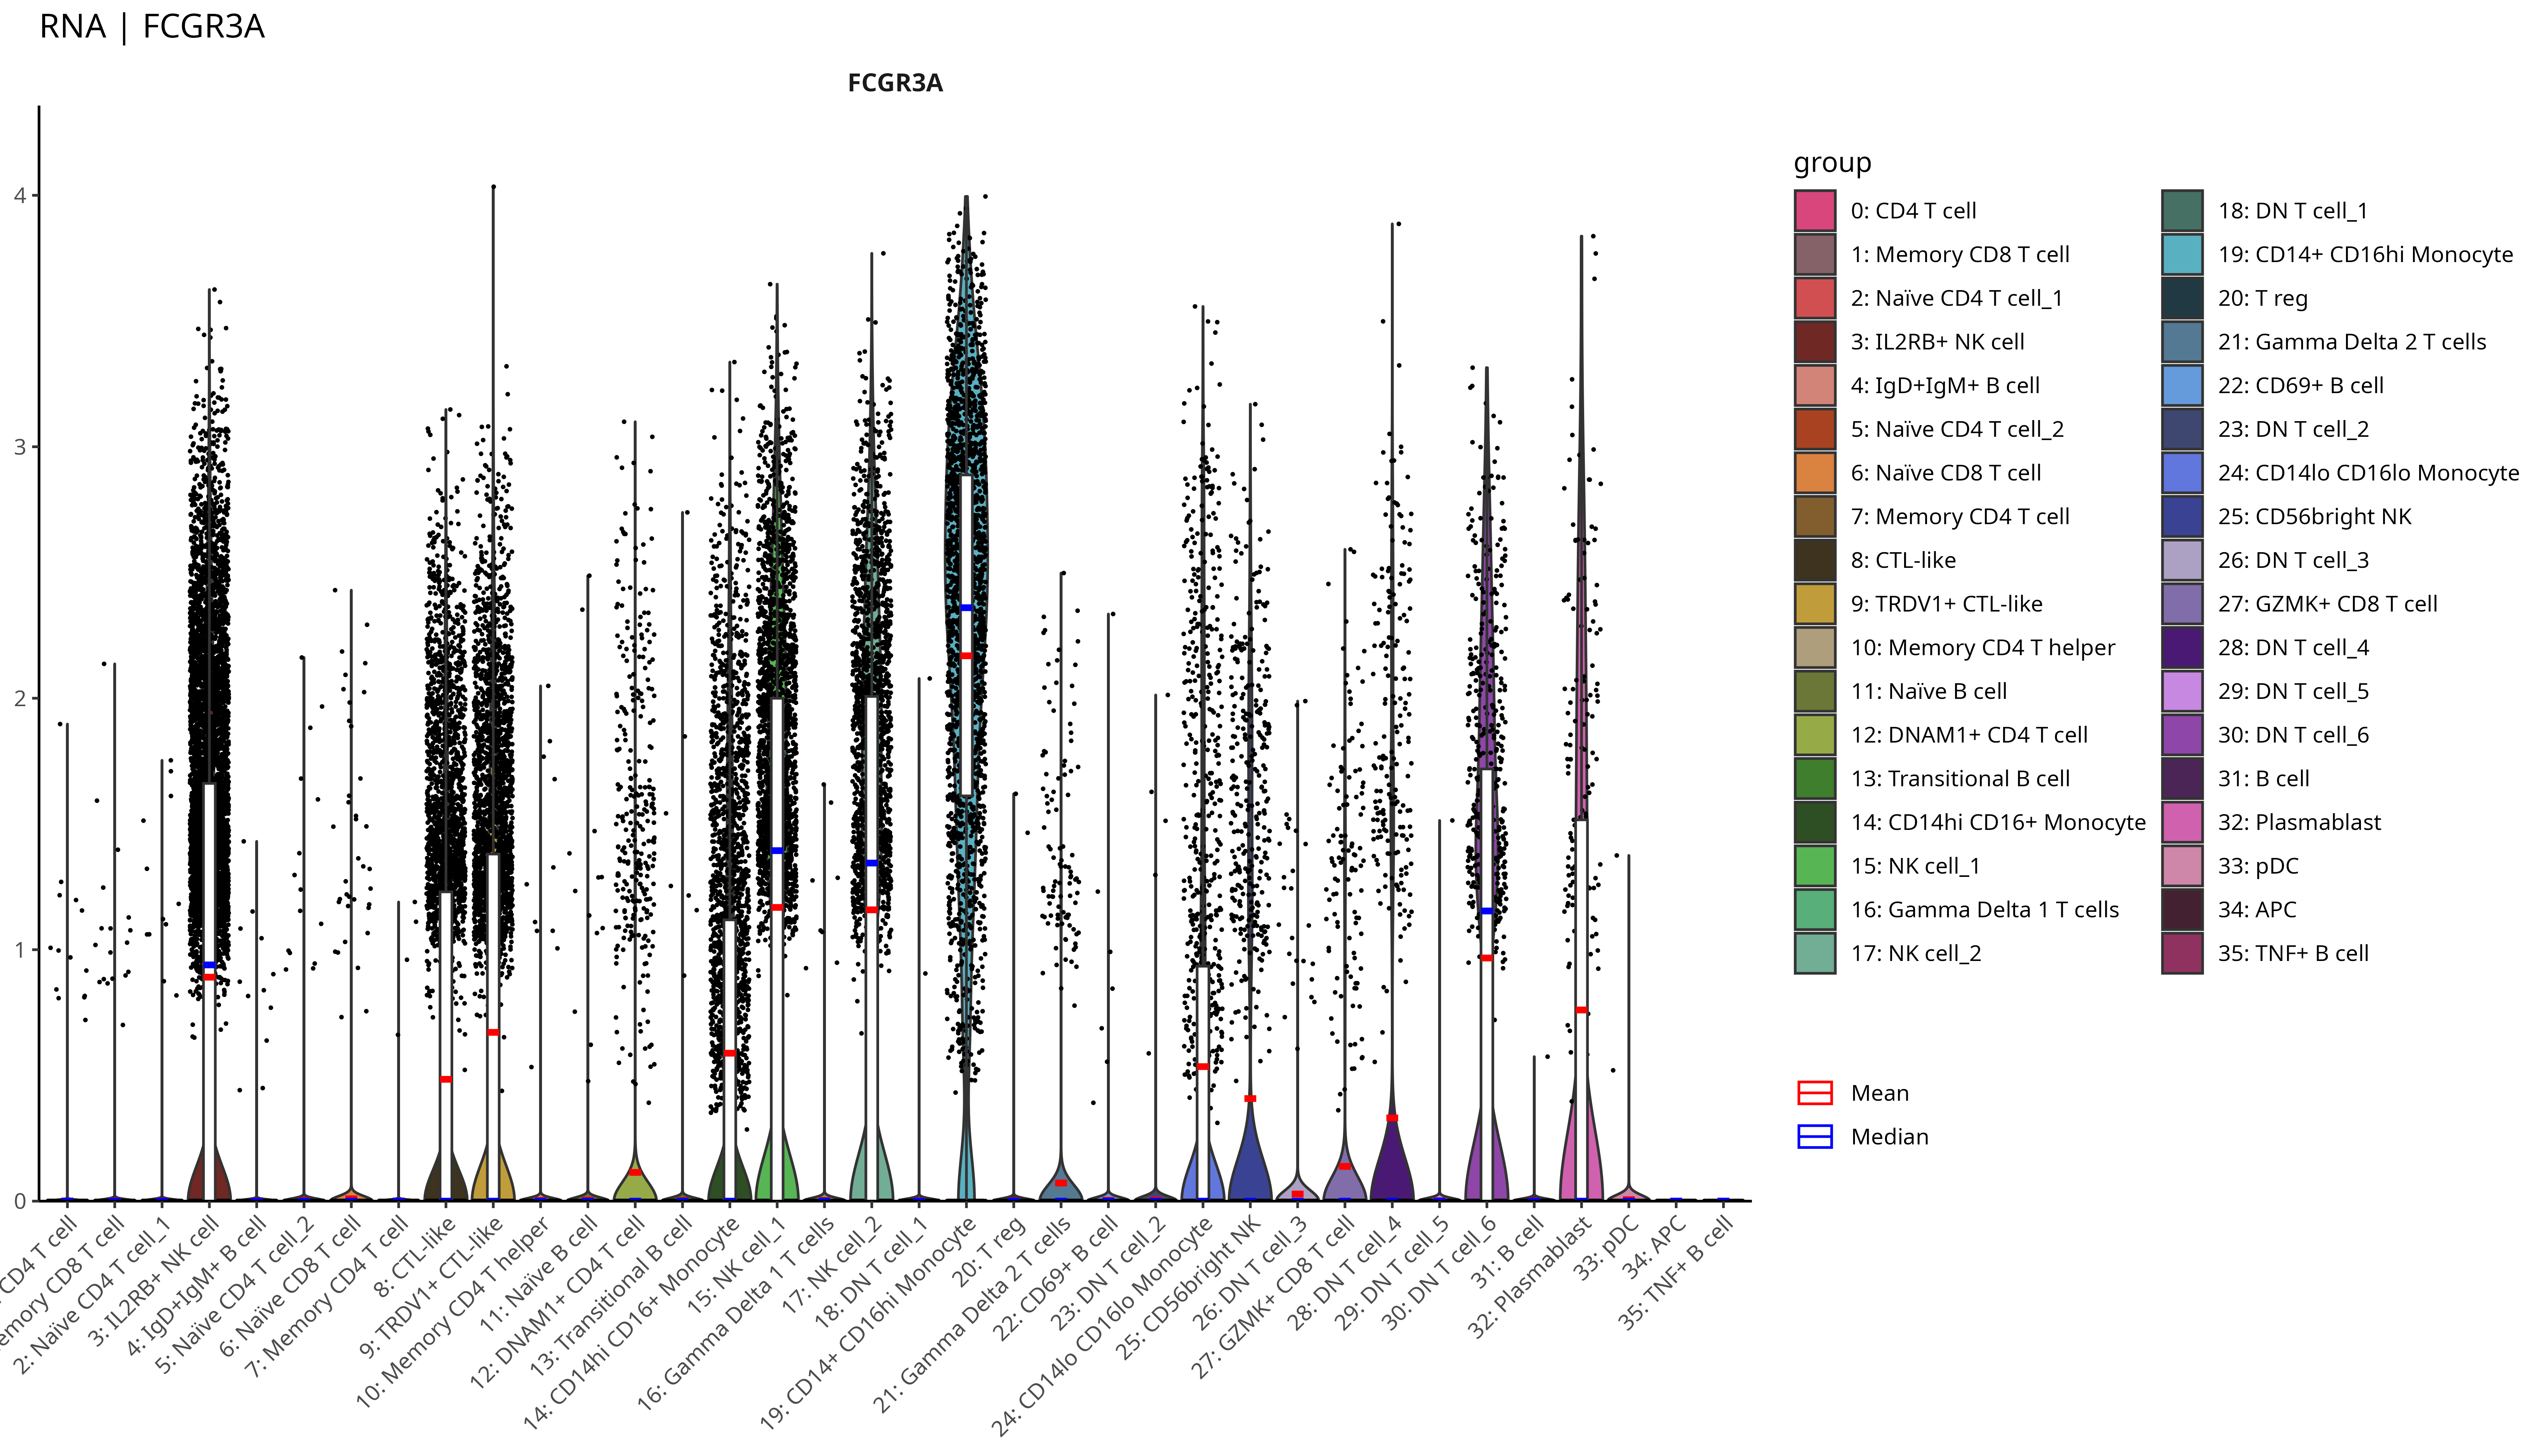 RNA | FCGR3A
FCGR3A
4
3
2
1
0
CD4 T cell
Memory CD8 T cell
2: Naïve CD4 T cell_1
3: IL2RB+ NK cell
4: IgD+IgM+ B cell
5: Naïve CD4 T cell_2
6: Naïve CD8 T cell
7: Memory CD4 T cell
8: CTL-like
9: TRDV1+ CTL-like
10: Memory CD4 T helper
11: Naïve B cell
12: DNAM1+ CD4 T cell
13: Transitional B cell
14: CD14hi CD16+ Monocyte
15: NK cell_1
16: Gamma Delta 1 T cells
17: NK cell_2
18: DN T cell_1
19: CD14+ CD16hi Monocyte
20: T reg
21: Gamma Delta 2 T cells
22: CD69+ B cell
23: DN T cell_2
24: CD14lo CD16lo Monocyte
25: CD56bright NK
26: DN T cell_3
27: GZMK+ CD8 T cell
28: DN T cell_4
29: DN T cell_5
30: DN T cell_6
31: B cell
32: Plasmablast
33: pDC
34: APC
35: TNF+ B cell
group
0: CD4 T cell
1: Memory CD8 T cell
2: Naïve CD4 T cell_1
3: IL2RB+ NK cell
4: IgD+IgM+ B cell
5: Naïve CD4 T cell_2
6: Naïve CD8 T cell
7: Memory CD4 T cell
8: CTL-like
9: TRDV1+ CTL-like
10: Memory CD4 T helper
11: Naïve B cell
12: DNAM1+ CD4 T cell
13: Transitional B cell
14: CD14hi CD16+ Monocyte
15: NK cell_1
16: Gamma Delta 1 T cells
17: NK cell_2
18: DN T cell_1
19: CD14+ CD16hi Monocyte
20: T reg
21: Gamma Delta 2 T cells
22: CD69+ B cell
23: DN T cell_2
24: CD14lo CD16lo Monocyte
25: CD56bright NK
26: DN T cell_3
27: GZMK+ CD8 T cell
28: DN T cell_4
29: DN T cell_5
30: DN T cell_6
31: B cell
32: Plasmablast
33: pDC
34: APC
35: TNF+ B cell
Mean
Median